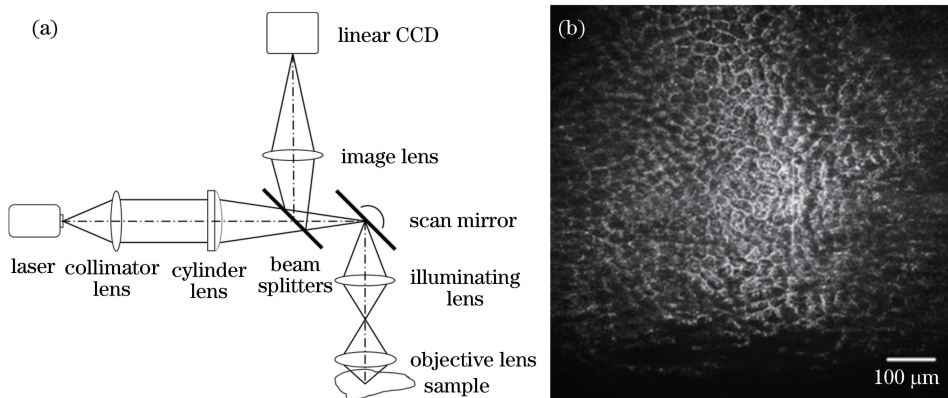 (a)
linear CCD
image lens
scan mirror
laser
collimator
lens
cylinder
lens
beam
splitters
illuminating
lens
objective lens
sample
(b)
100 μm